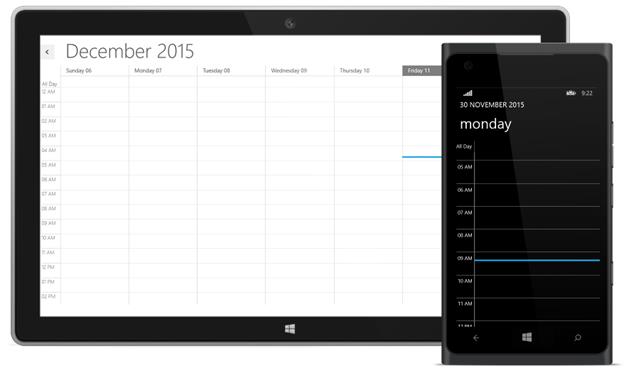 December 2015
Sunday 06 Monday 07 Tuesday 08 Wednesday 09 Thursday 10 Friday 11
All Day
12 AM
01 AM
02 AM
03 AM
04 AM
05 AM
06 AM
07 AM
08 AM
09 AM
10 AM
11 AM
12 PM
01 PM
02 PM
9:22
30 NOVEMBER 2015
monday
All Day
05 AM
06 AM
07 AM
08 AM
09 AM
10 AM
11 AM